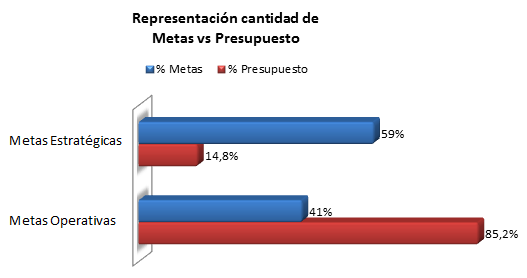 Representación cantidad de
Metas vs Presupuesto
% Metas % Presupuesto
Metas Estratégicas
59%
14,8%
Metas Operativas
41%
85,2%